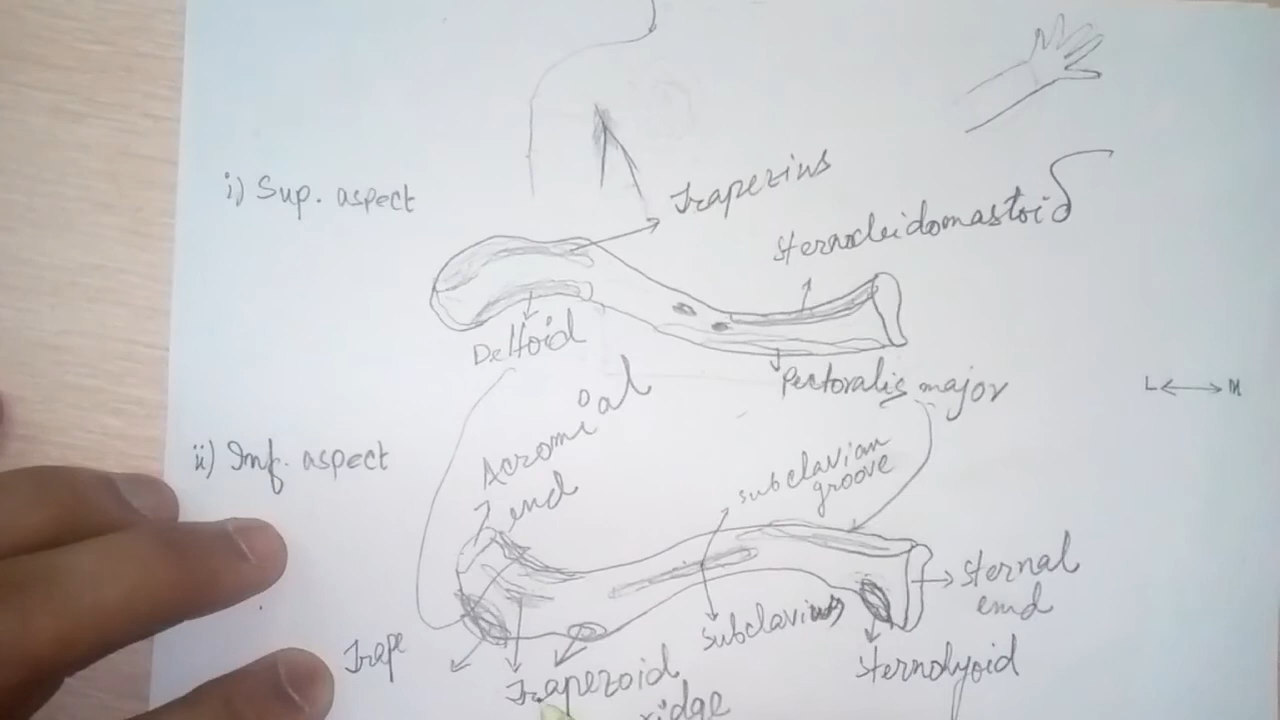 i) Sup. aspect
Trapezius
Sternocleidomastoid
Deltoid
Pectoralis major
L ↔ M
ii) Inf. aspect
Acromial
end
subclavian
groove
Sternal
end
Subclavius
Sternohyoid
Trape
Trapezoid
ridge